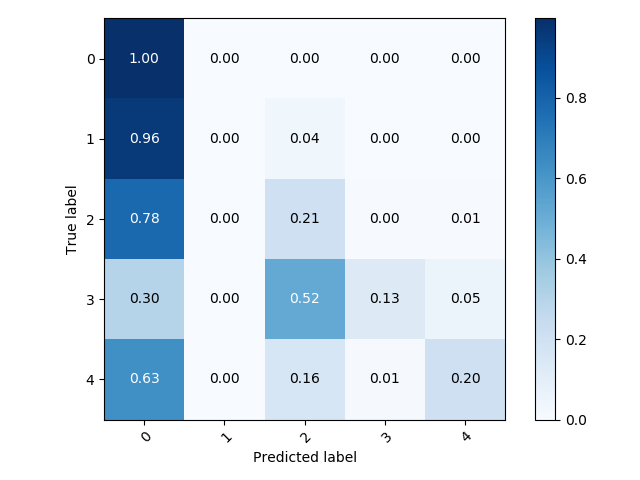 0 1.00 0.00 0.00 0.00 0.00
1 0.96 0.00 0.04 0.00 0.00
2 0.78 0.00 0.21 0.00 0.01
3 0.30 0.00 0.52 0.13 0.05
4 0.63 0.00 0.16 0.01 0.20
0 1 2 3 4
True label
Predicted label
0.8
0.6
0.4
0.2
0.0